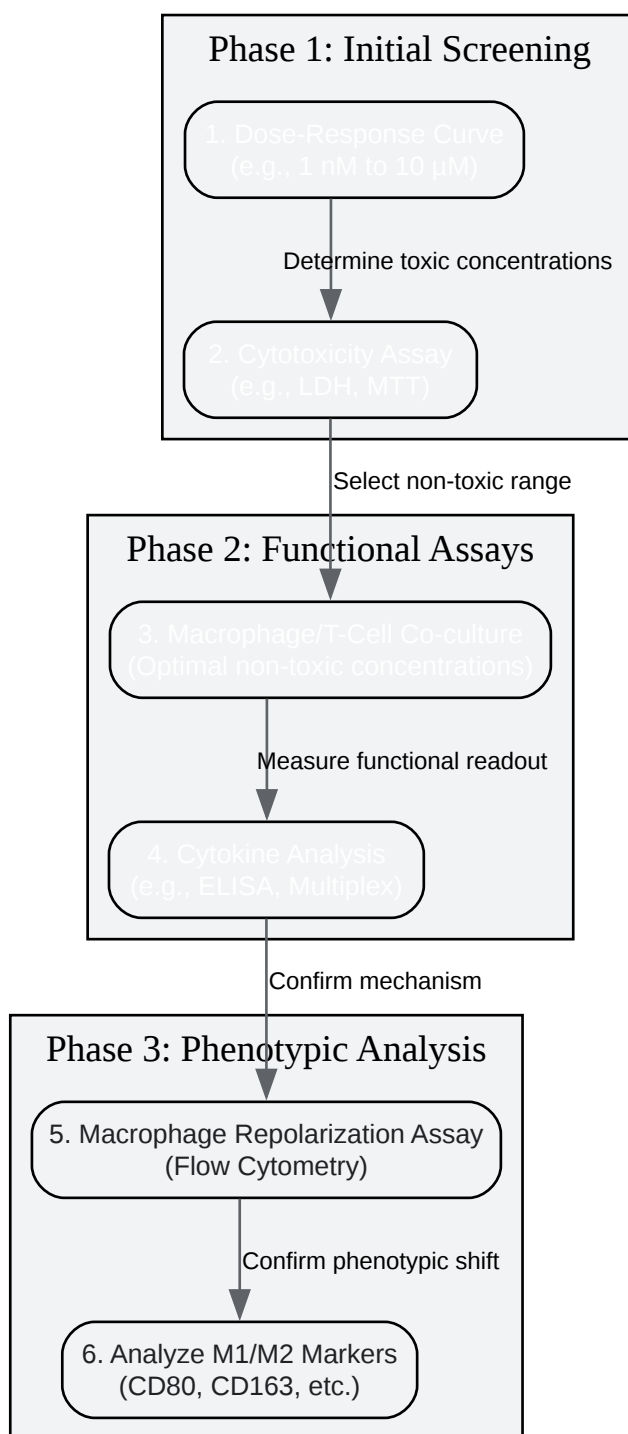 Phase 1: Initial Screening
1. Dose-Response Curve
(e.g., 1 nM to 10 µM)
Determine toxic concentrations
2. Cytotoxicity Assay
(e.g., LDH, MTT)
Select non-toxic range
Phase 2: Functional Assays
3. Macrophage/T-Cell Co-culture
(Optimal non-toxic concentrations)
Measure functional readout
4. Cytokine Analysis
(e.g., ELISA, Multiplex)
Confirm mechanism
Phase 3: Phenotypic Analysis
5. Macrophage Repolarization Assay
(Flow Cytometry)
Confirm phenotypic shift
6. Analyze M1/M2 Markers
(CD80, CD163, etc.)